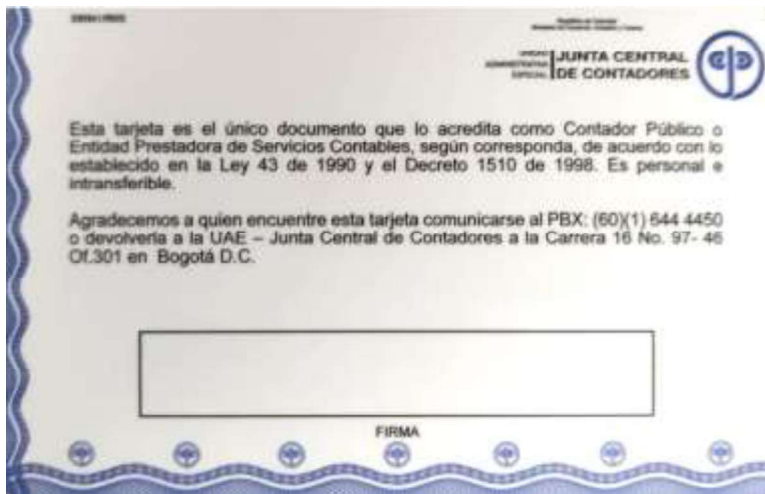 JUNTA CENTRAL
DE CONTADORES
Esta tarjeta es el único documento que lo acredita como Contador Público o
Entidad Prestadora de Servicios Contables, según corresponda, de acuerdo con lo
establecido en la Ley 43 de 1990 y el Decreto 1510 de 1998. Es personal e
intransferible.
Agradecemos a quien encuentre esta tarjeta comunicarse al PBX: (60)(1) 644 4450
o devolverla a la UAE – Junta Central de Contadores a la Carrera 16 No. 97- 46
Of.301 en Bogotá D.C.
FIRMA